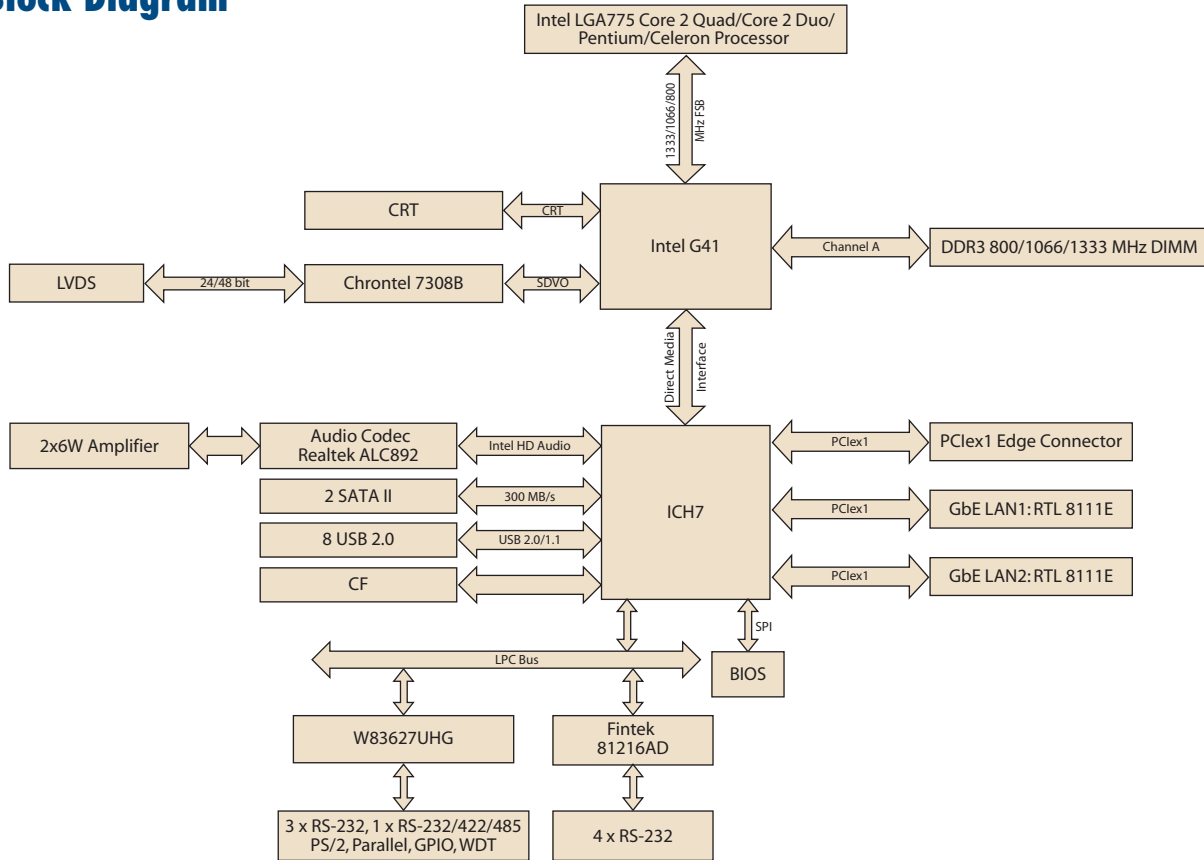 Block Diagram
Intel LGA775 Core 2 Quad/Core 2 Duo/
Pentium/Celeron Processor
1333/1066/800
MHz FSB
CRT
CRT
Intel G41
Channel A
DDR3 800/1066/1333 MHz DIMM
LVDS
24/48 bit
Chrontel 7308B
SDVO
Direct Media
Interface
2x6W Amplifier
Audio Codec
Realtek ALC892
Intel HD Audio
PCIex1
PCIex1 Edge Connector
2 SATA II
300 MB/s
ICH7
PCIex1
GbE LAN1: RTL 8111E
8 USB 2.0
USB 2.0/1.1
CF
PCIex1
GbE LAN2: RTL 8111E
SPI
LPC Bus
BIOS
W83627UHG
Fintek
81216AD
3 x RS-232, 1 x RS-232/422/485
PS/2, Parallel, GPIO, WDT
4 x RS-232